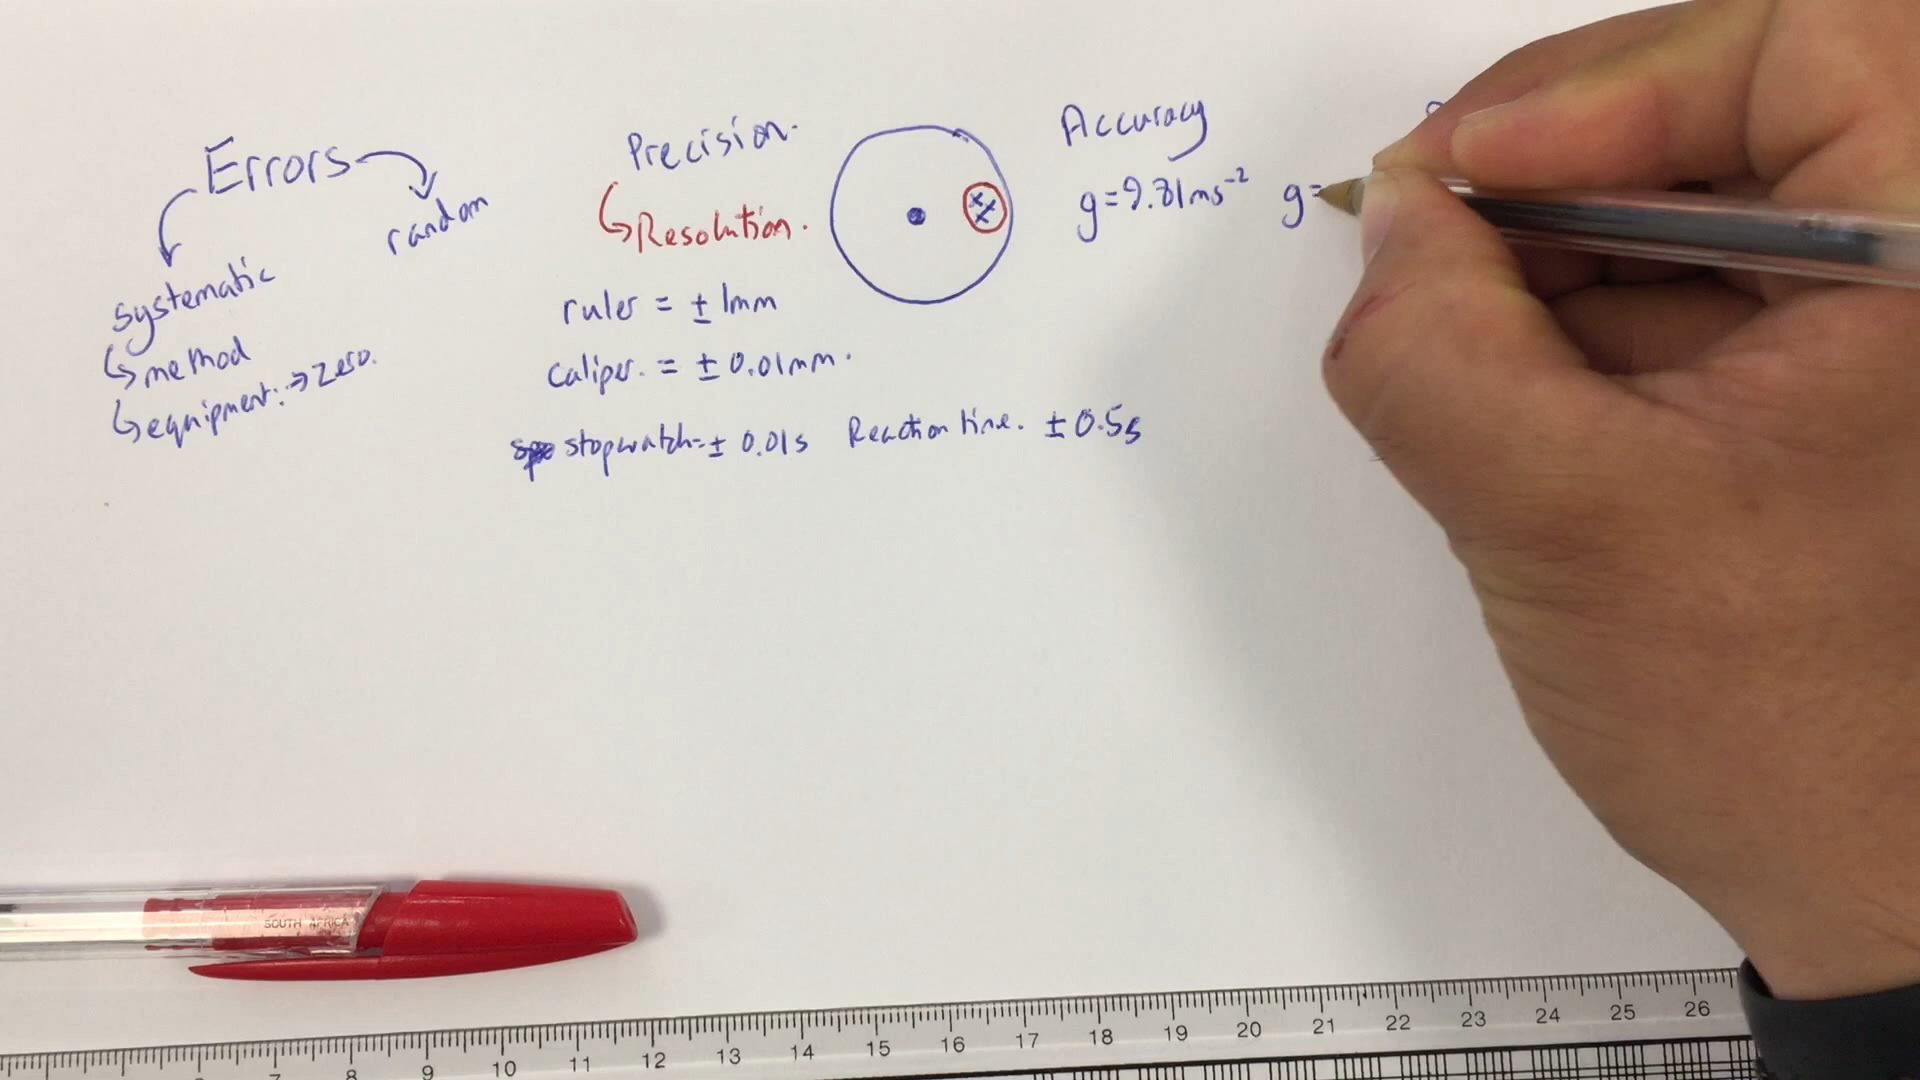 Errors
random
systematic
↳method
↳equipment: → zero.
Precision.
↳Resolution.
ruler = ± 1mm
caliper. = ± 0.01mm.
stopwatch = ± 0.01s Reaction time. ± 0.5s
Accuracy
g = 9.81ms⁻² g =
SOUTH AFRICA
7 8 9 10 11 12 13 14 15 16 17 18 19 20 21 22 23 24 25 26